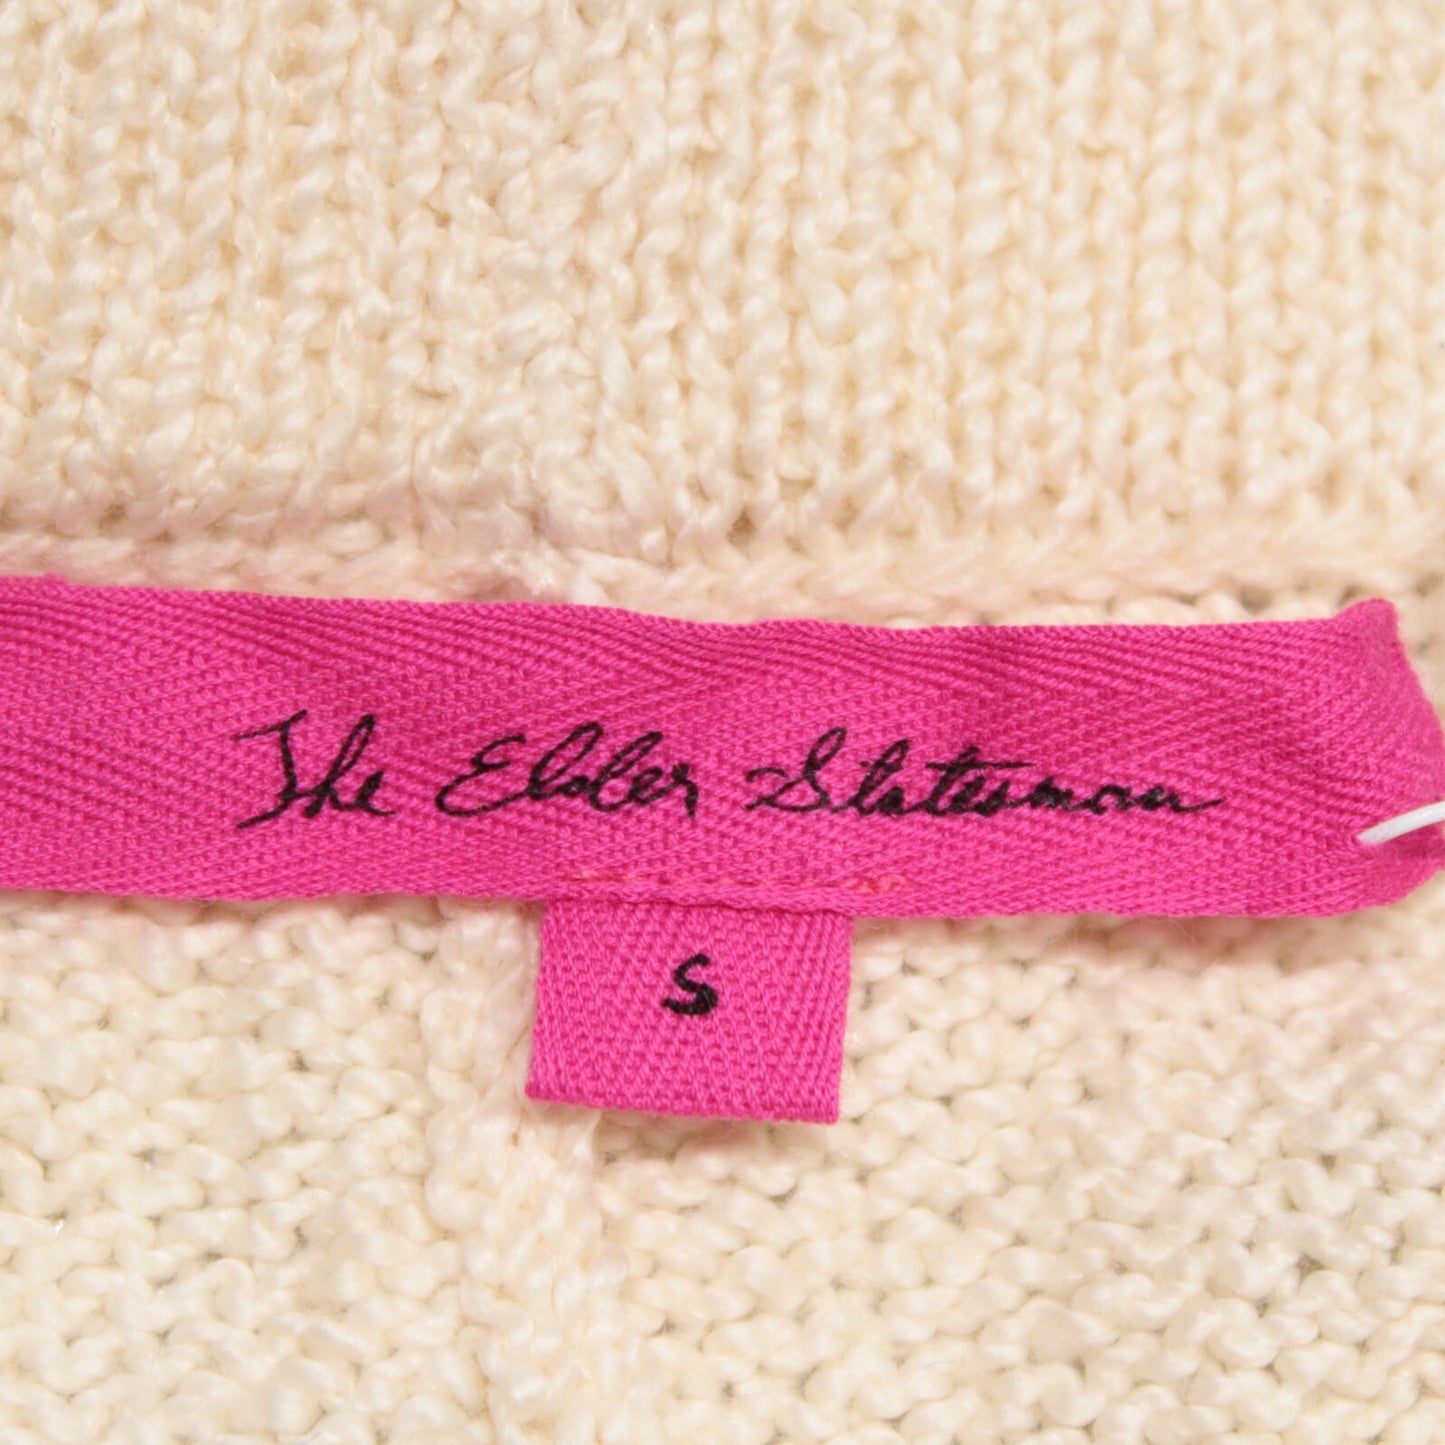 The Elder Statesman
S